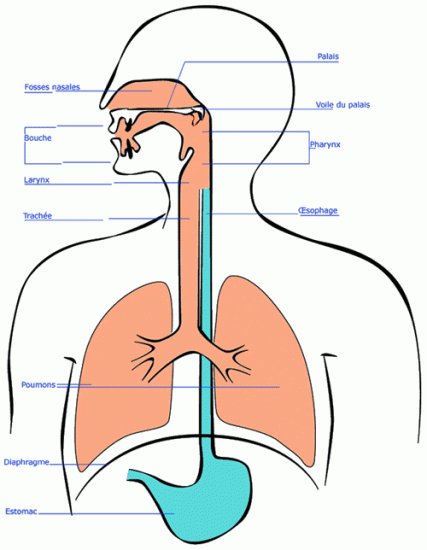 Palais
Fosses nasales
Voile du palais
Bouche
Pharynx
Larynx
Trachée
Œsophage
Poumons
Diaphragme
Estomac